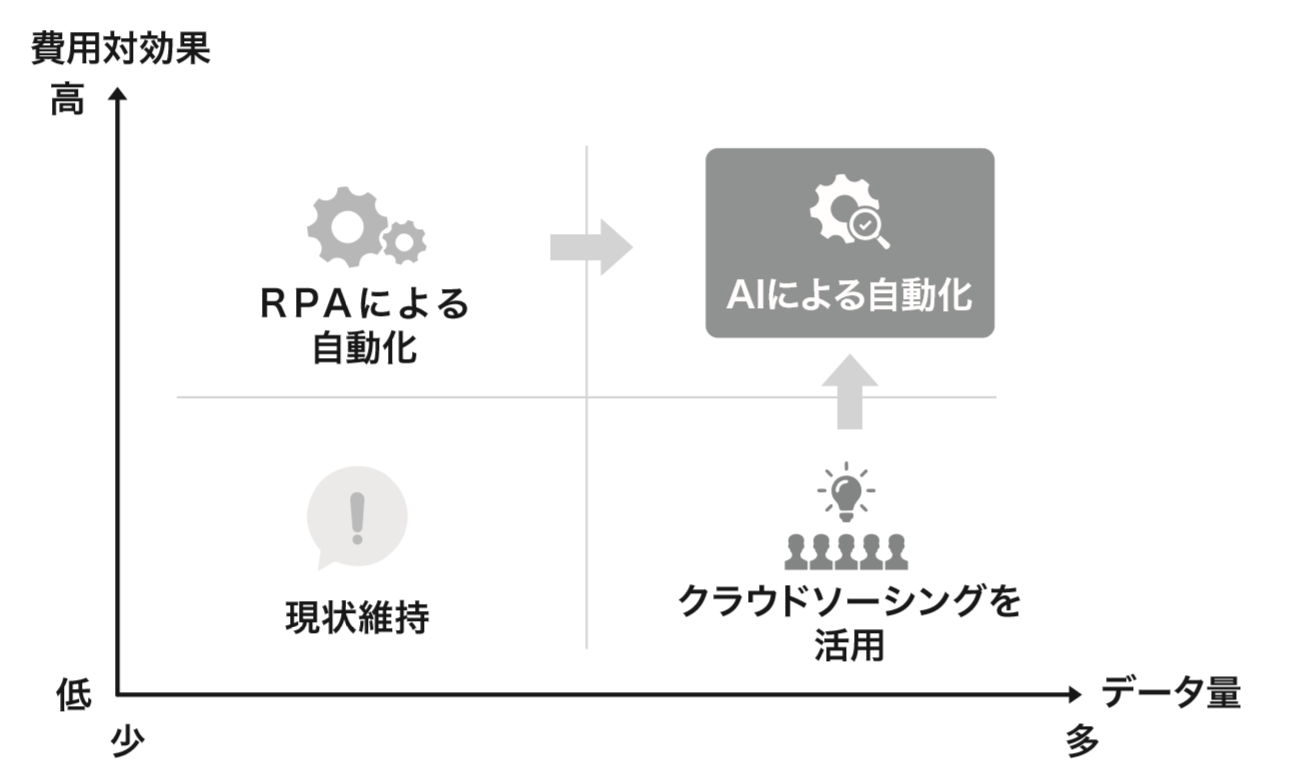 費用対効果
高
RPAによる
自動化
AIによる自動化
現状維持
クラウドソーシングを
活用
低
データ量
少
多